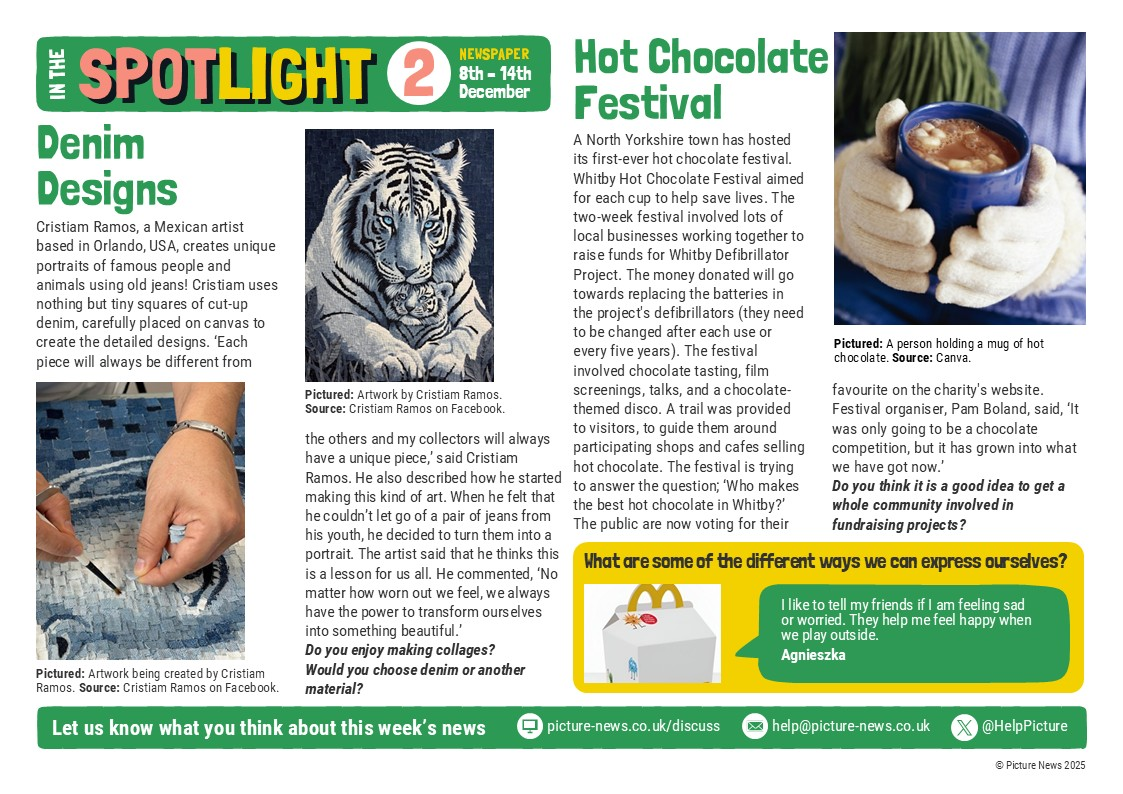 IN THE
SPOTLIGHT
2
NEWSPAPER
8th – 14th
December
Denim
Designs
Cristiam Ramos, a Mexican artist
based in Orlando, USA, creates unique
portraits of famous people and
animals using old jeans! Cristiam uses
nothing but tiny squares of cut-up
denim, carefully placed on canvas to
create the detailed designs. ‘Each
piece will always be different from
Pictured: Artwork being created by Cristiam
Ramos. Source: Cristiam Ramos on Facebook.
Pictured: Artwork by Cristiam Ramos.
Source: Cristiam Ramos on Facebook.
the others and my collectors will always
have a unique piece,’ said Cristiam
Ramos. He also described how he started
making this kind of art. When he felt that
he couldn’t let go of a pair of jeans from
his youth, he decided to turn them into a
portrait. The artist said that he thinks this
is a lesson for us all. He commented, ‘No
matter how worn out we feel, we always
have the power to transform ourselves
into something beautiful.’
Do you enjoy making collages?
Would you choose denim or another
material?
Hot Chocolate
Festival
A North Yorkshire town has hosted
its first-ever hot chocolate festival.
Whitby Hot Chocolate Festival aimed
for each cup to help save lives. The
two-week festival involved lots of
local businesses working together to
raise funds for Whitby Defibrillator
Project. The money donated will go
towards replacing the batteries in
the project's defibrillators (they need
to be changed after each use or
every five years). The festival
involved chocolate tasting, film
screenings, talks, and a chocolate-
themed disco. A trail was provided
to visitors, to guide them around
participating shops and cafes selling
hot chocolate. The festival is trying
to answer the question; ‘Who makes
the best hot chocolate in Whitby?’
The public are now voting for their
Pictured: A person holding a mug of hot
chocolate. Source: Canva.
favourite on the charity's website.
Festival organiser, Pam Boland, said, ‘It
was only going to be a chocolate
competition, but it has grown into what
we have got now.’
Do you think it is a good idea to get a
whole community involved in
fundraising projects?
What are some of the different ways we can express ourselves?
I like to tell my friends if I am feeling sad
or worried. They help me feel happy when
we play outside.
Agnieszka
Let us know what you think about this week’s news
picture-news.co.uk/discuss
help@picture-news.co.uk
@HelpPicture
© Picture News 2025